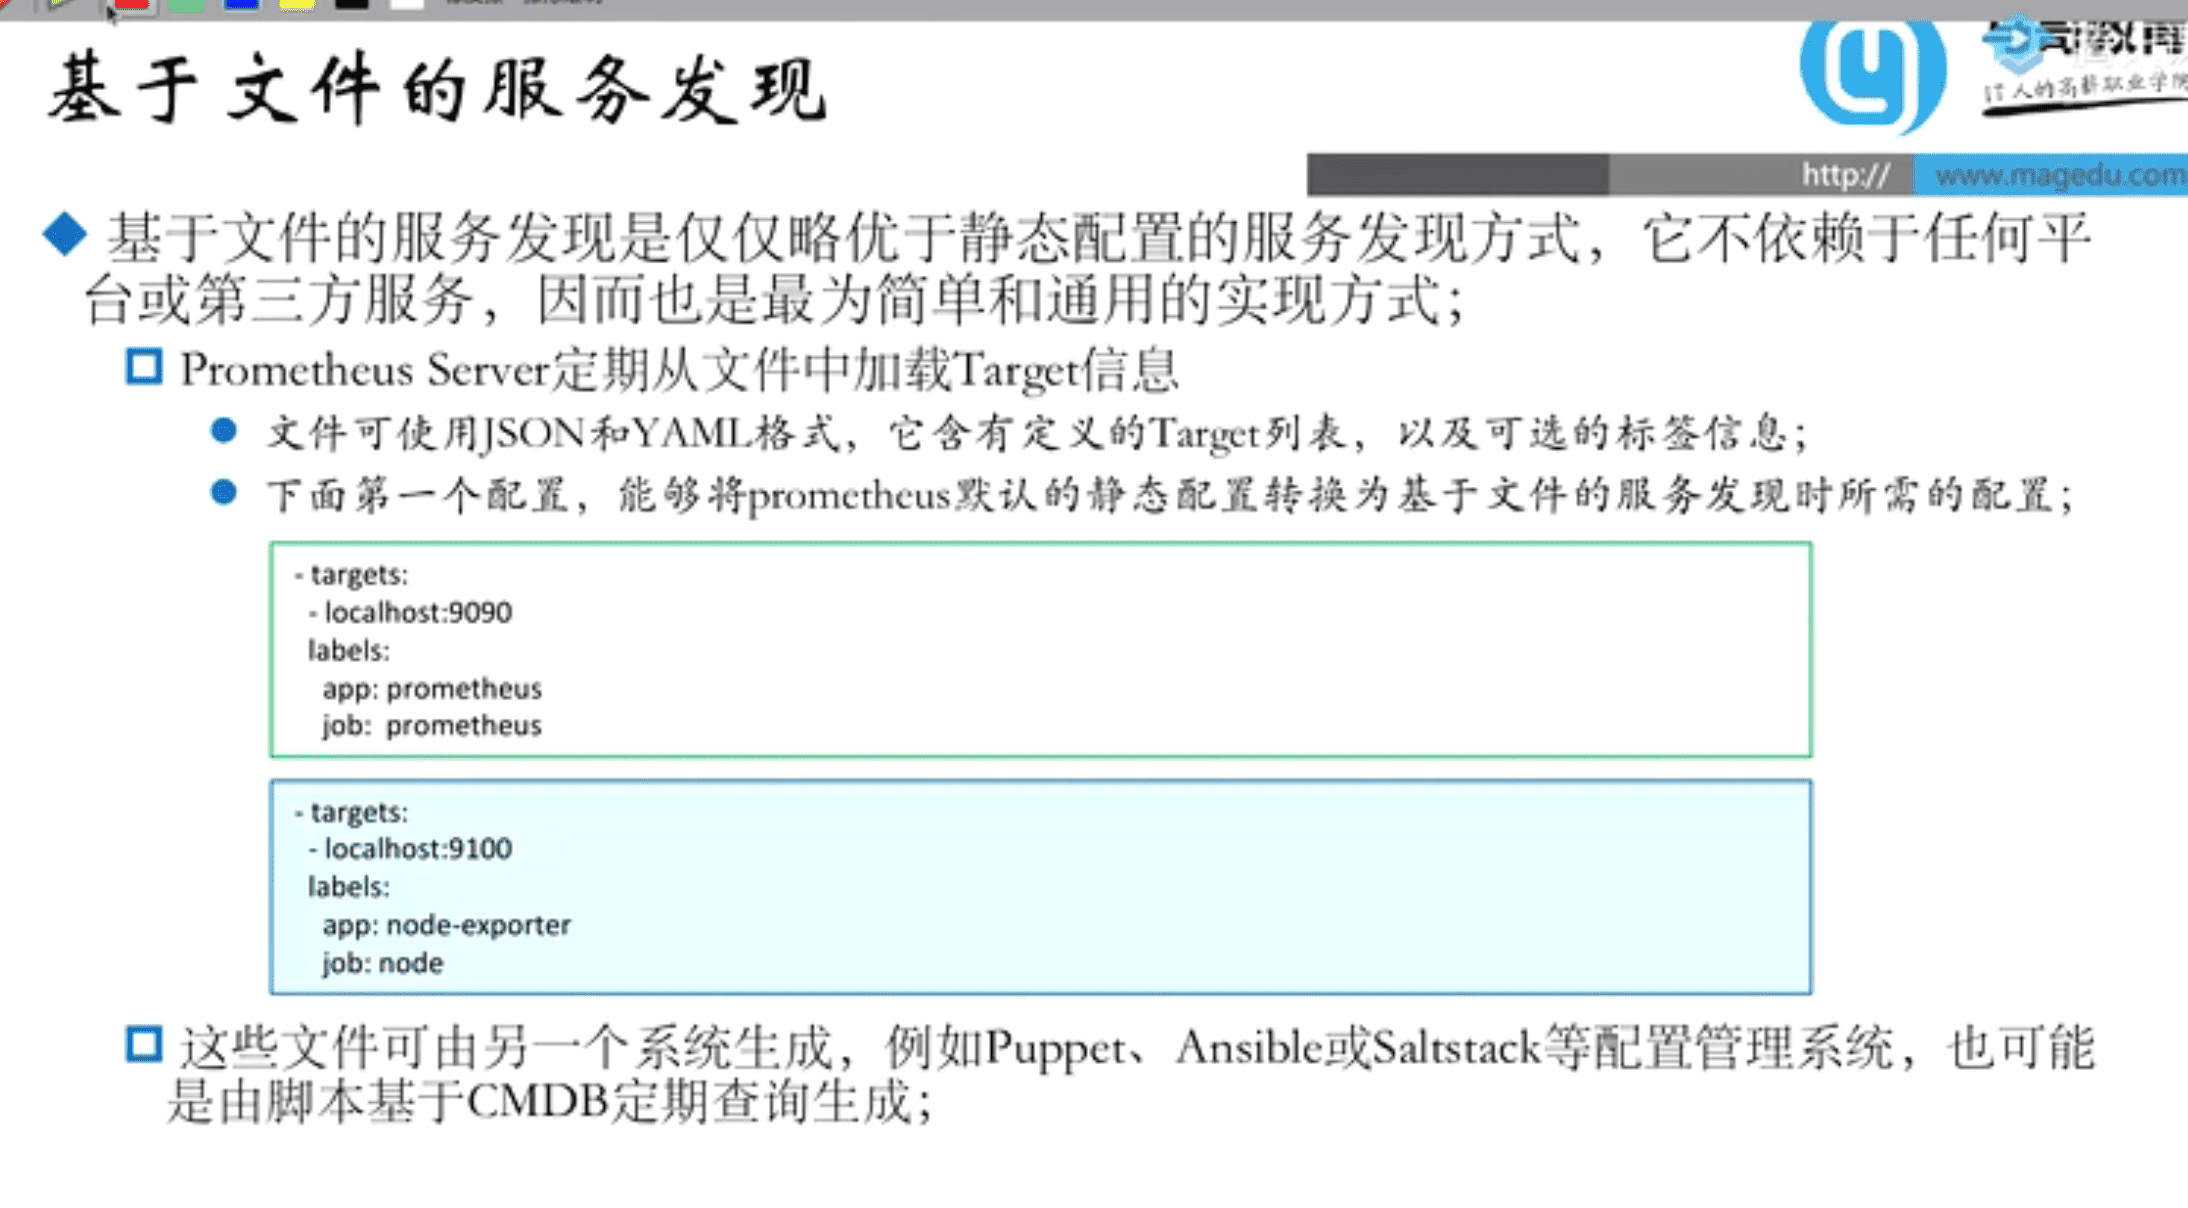 基于文件的服务发现
IT人的高薪职业学院
http://
www.magedu.com
基于文件的服务发现是仅仅略优于静态配置的服务发现方式，它不依赖于任何平
台或第三方服务，因而也是最为简单和通用的实现方式；
Prometheus Server定期从文件中加载Target信息
文件可使用JSON和YAML格式，它含有定义的Target列表，以及可选的标签信息；
下面第一个配置，能够将prometheus默认的静态配置转换为基于文件的服务发现时所需的配置；
- targets:
- localhost:9090
labels:
app: prometheus
job: prometheus
- targets:
- localhost:9100
labels:
app: node-exporter
job: node
这些文件可由另一个系统生成，例如Puppet、Ansible或Saltstack等配置管理系统，也可能
是由脚本基于CMDB定期查询生成；